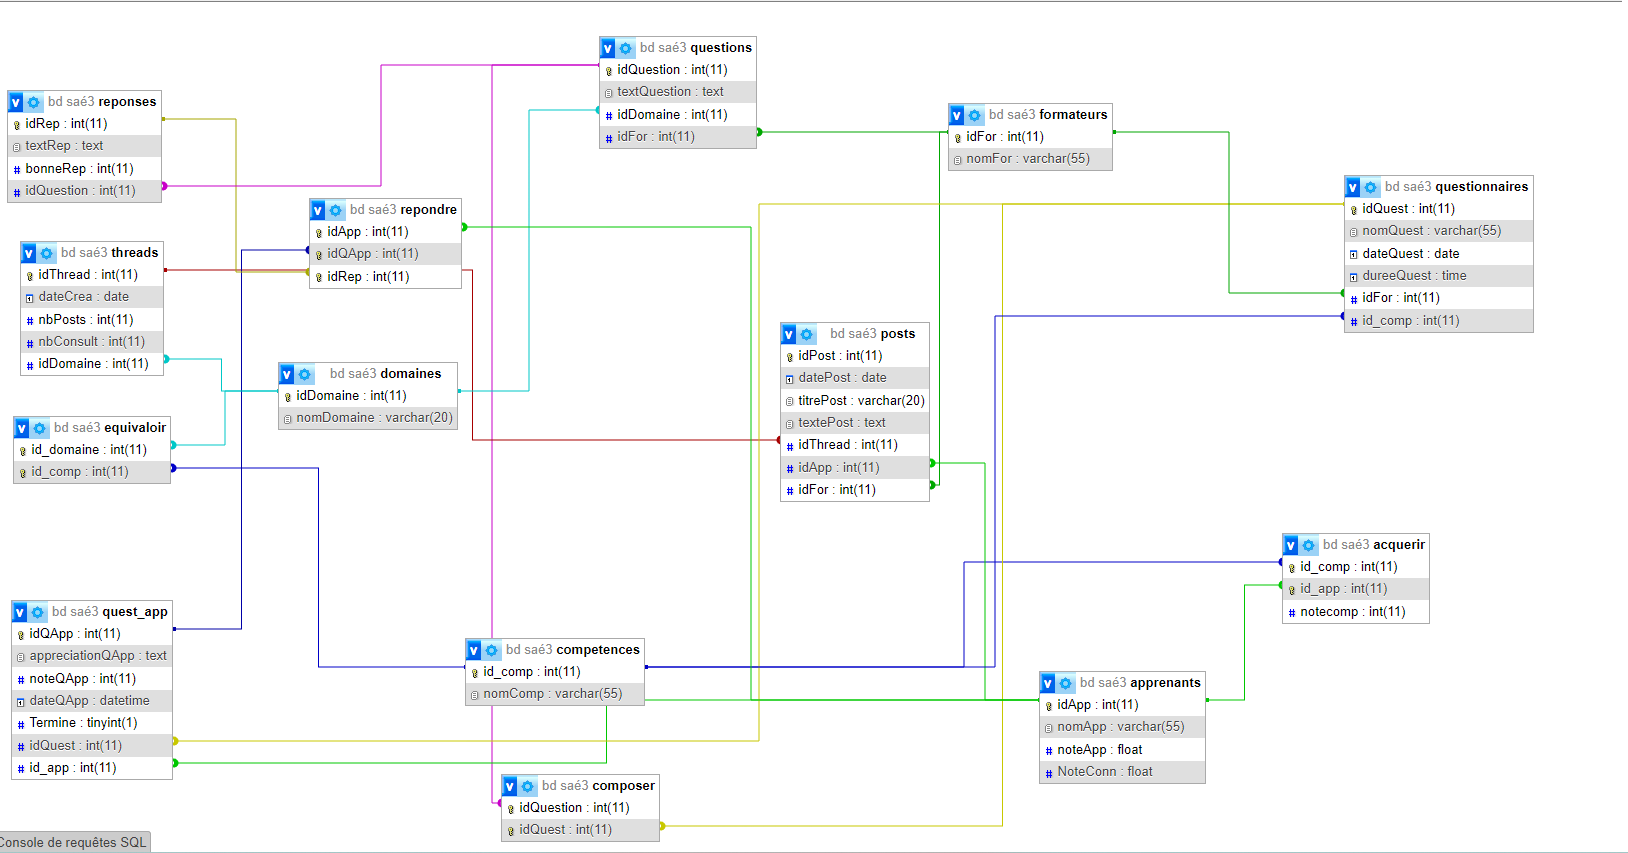 bd saé3 questions
idQuestion : int(11)
textQuestion : text
idDomaine : int(11)
idFor : int(11)
bd saé3 reponses
idRep : int(11)
textRep : text
bonneRep : int(11)
idQuestion : int(11)
bd saé3 formateurs
idFor : int(11)
nomFor : varchar(55)
bd saé3 questionnaires
idQuest : int(11)
nomQuest : varchar(55)
dateQuest : date
dureeQuest : time
idFor : int(11)
id_comp : int(11)
bd saé3 repondre
idApp : int(11)
idQApp : int(11)
idRep : int(11)
bd saé3 threads
idThread : int(11)
dateCrea : date
nbPosts : int(11)
nbConsult : int(11)
idDomaine : int(11)
bd saé3 posts
idPost : int(11)
datePost : date
titrePost : varchar(20)
textePost : text
idThread : int(11)
idApp : int(11)
idFor : int(11)
bd saé3 domaines
idDomaine : int(11)
nomDomaine : varchar(20)
bd saé3 equivaloir
id_domaine : int(11)
id_comp : int(11)
bd saé3 acquerir
id_comp : int(11)
id_app : int(11)
notecomp : int(11)
bd saé3 quest_app
idQApp : int(11)
appreciationQApp : text
noteQApp : int(11)
dateQApp : datetime
Termine : tinyint(1)
idQuest : int(11)
id_app : int(11)
bd saé3 competences
id_comp : int(11)
nomComp : varchar(55)
bd saé3 apprenants
idApp : int(11)
nomApp : varchar(55)
noteApp : float
NoteConn : float
bd saé3 composer
idQuestion : int(11)
idQuest : int(11)
Console de requêtes SQL